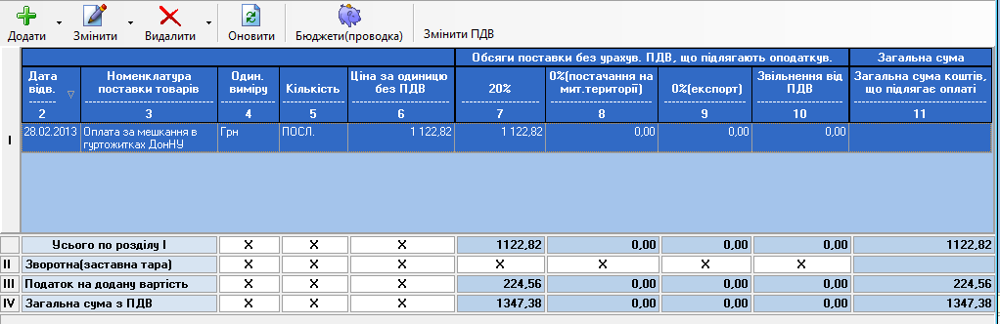 Додати Змінити Видалити Оновити Бюджети(проводка) Змінити ПДВ
Обсяги поставки без урахув. ПДВ, що підлягають оподаткув. Загальна сума
Дата відв. Номенклатура поставки товарів Один. виміру Кількість Ціна за одиницю без ПДВ 20% 0%(постачання на мит.території) 0%(експорт) Звільнення від ПДВ Загальна сума коштів, що підлягає оплаті
2 3 4 5 6 7 8 9 10 11
I
28.02.2013 Оплата за мешкання в гуртожитках ДонНУ Грн ПОСЛ. 1 122,82 1 122,82 0,00 0,00 0,00
Усього по розділу I X X X 1122,82 0,00 0,00 0,00 1122,82
II Зворотна(заставна тара) X X X X X X X
III Податок на додану вартість X X X 224,56 0,00 0,00 0,00 224,56
IV Загальна сума з ПДВ X X X 1347,38 0,00 0,00 0,00 1347,38